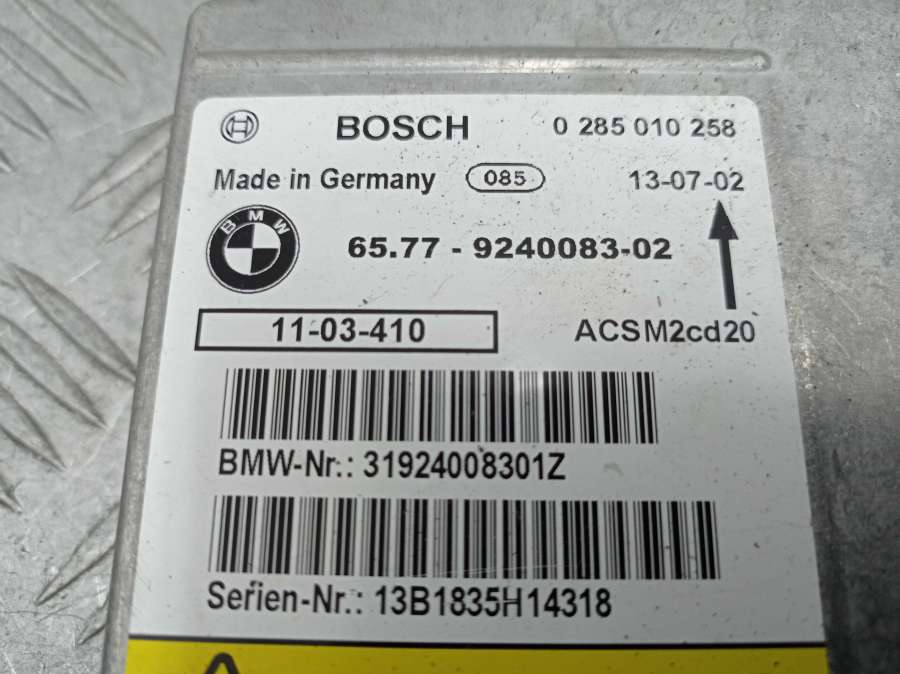 BOSCH 0 285 010 258
Made in Germany 085 13-07-02
BMW 65.77 - 9240083-02
11-03-410 ACSM2cd20
BMW-Nr.: 31924008301Z
Serien-Nr.: 13B1835H14318